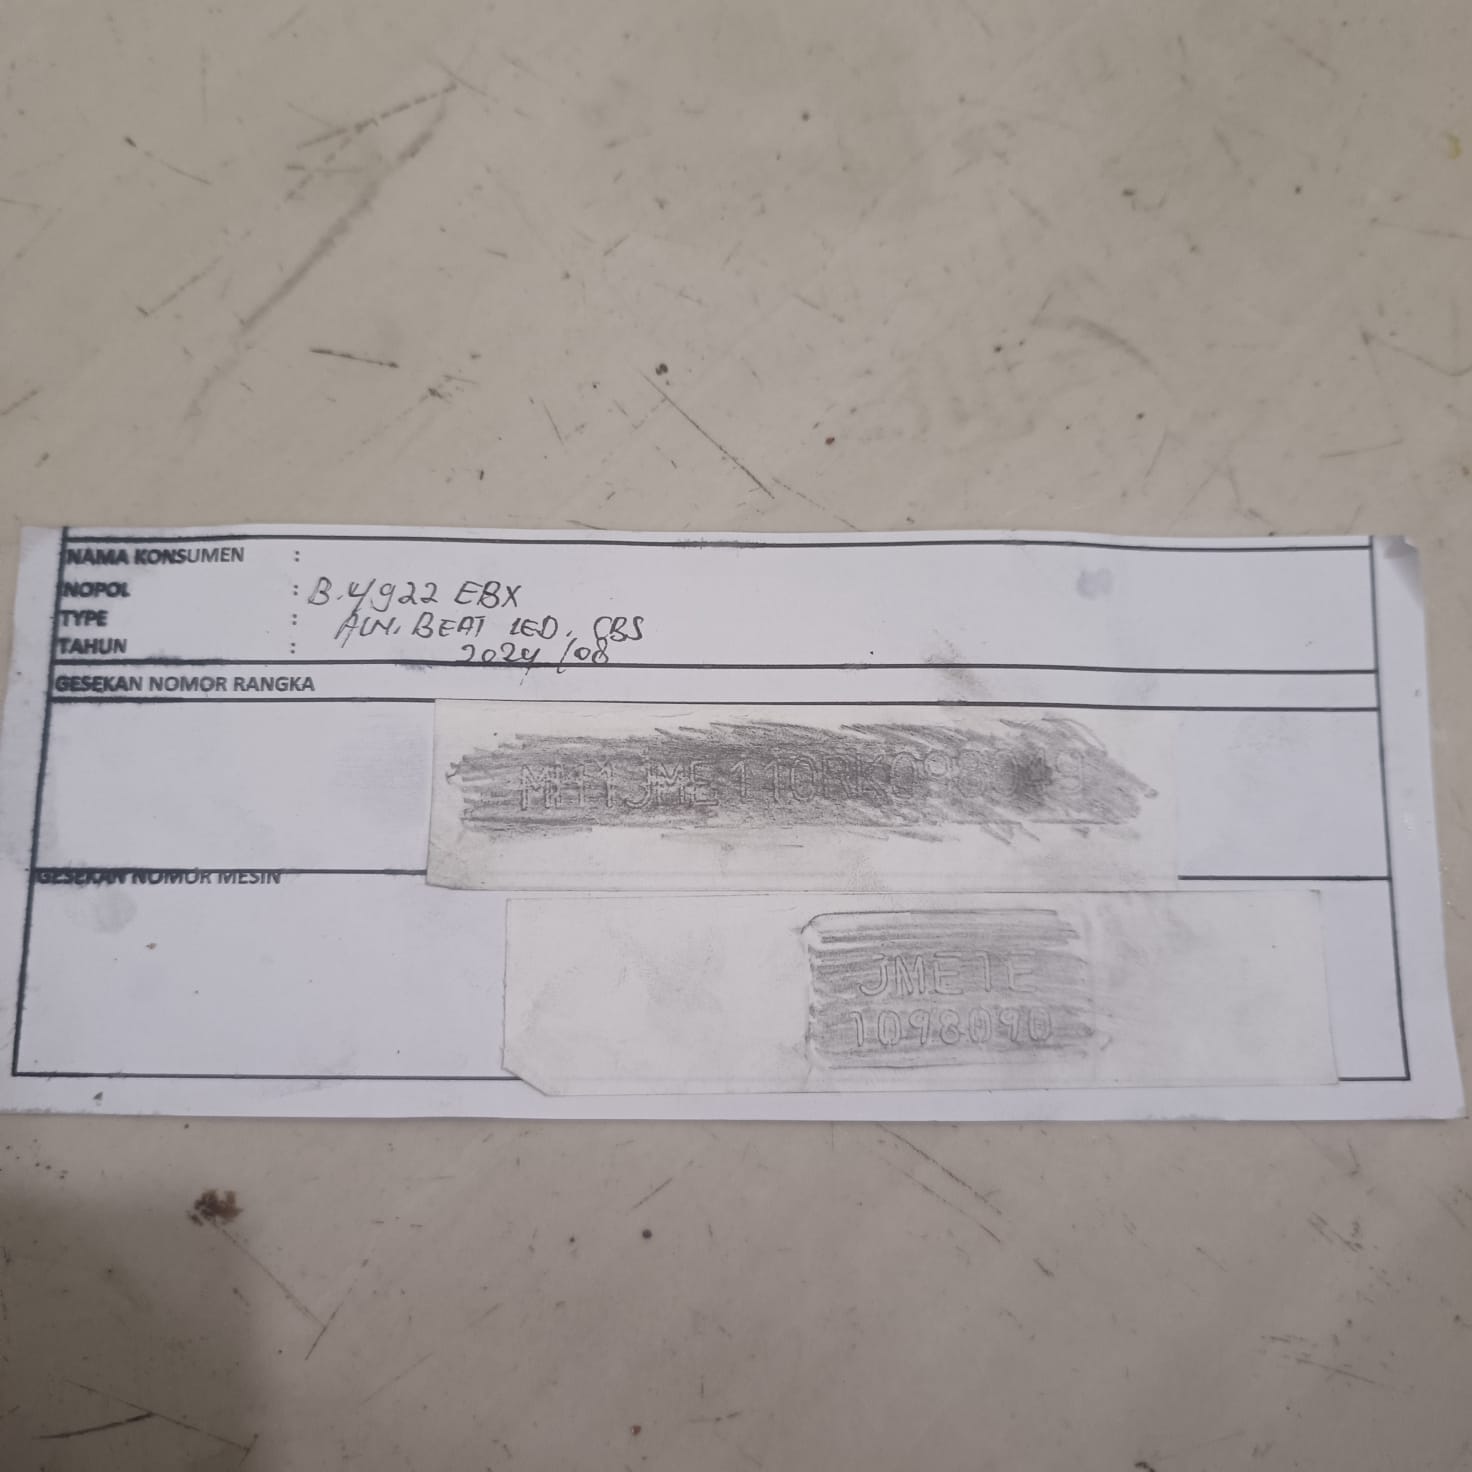 NAMA KONSUMEN :
NOPOL : B.4922 EBX
TYPE : ALL. BEAT LED. CBS
TAHUN : 2024 /08
GESEKAN NOMOR RANGKA
GESEKAN NOMOR MESIN
JME1E
1098090